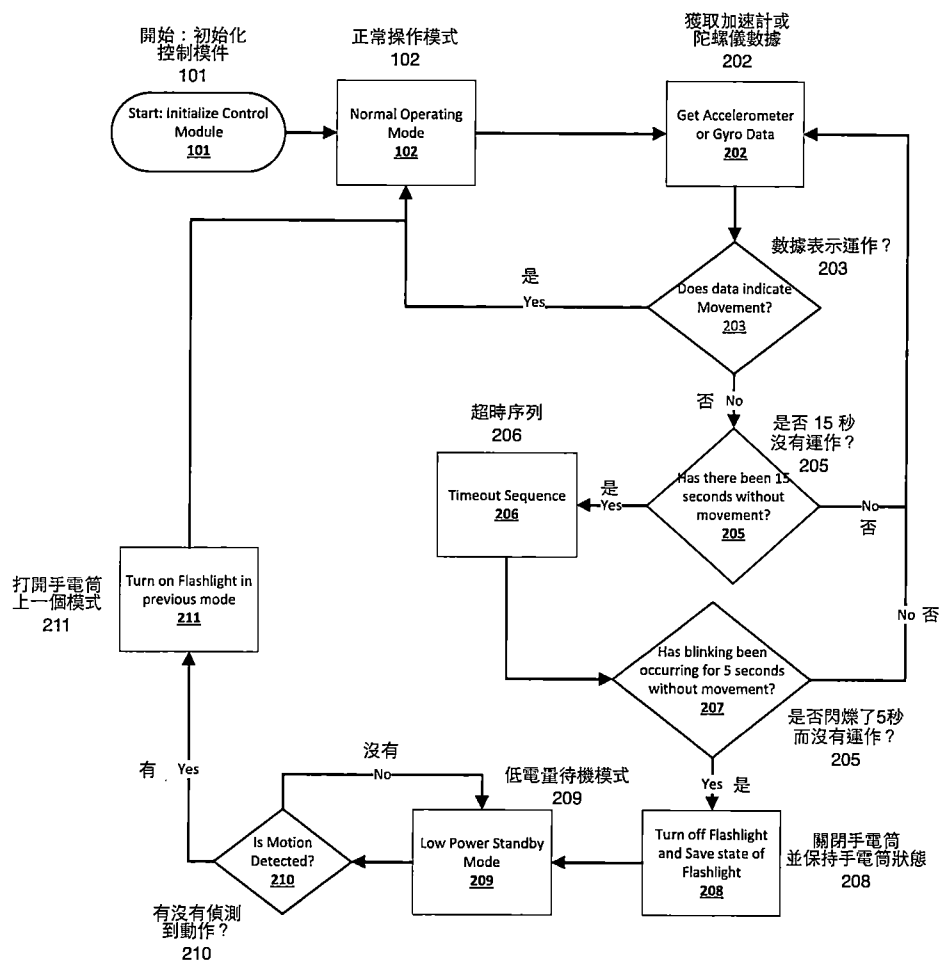 開始：初始化
控制模件
101
正常操作模式
102
獲取加速計或
陀螺儀數據
202
Start: Initialize Control
Module
101
Normal Operating
Mode
102
Get Accelerometer
or Gyro Data
202
數據表示運作？
203
是
Yes
Does data indicate
Movement?
203
否 No
超時序列
206
是否 15 秒
沒有運作？
205
Timeout Sequence
206
是
Yes
Has there been 15
seconds without
movement?
205
No
否
打開手電筒
上一個模式
211
Turn on Flashlight in
previous mode
211
No 否
Has blinking been
occurring for 5 seconds
without movement?
207
是否閃爍了5秒
而沒有運作？
205
有 Yes
沒有
No
低電量待機模式
209
Yes 是
Is Motion
Detected?
210
Low Power Standby
Mode
209
Turn off Flashlight
and Save state of
Flashlight
208
關閉手電筒
並保持手電筒狀態
208
有沒有偵測
到動作？
210